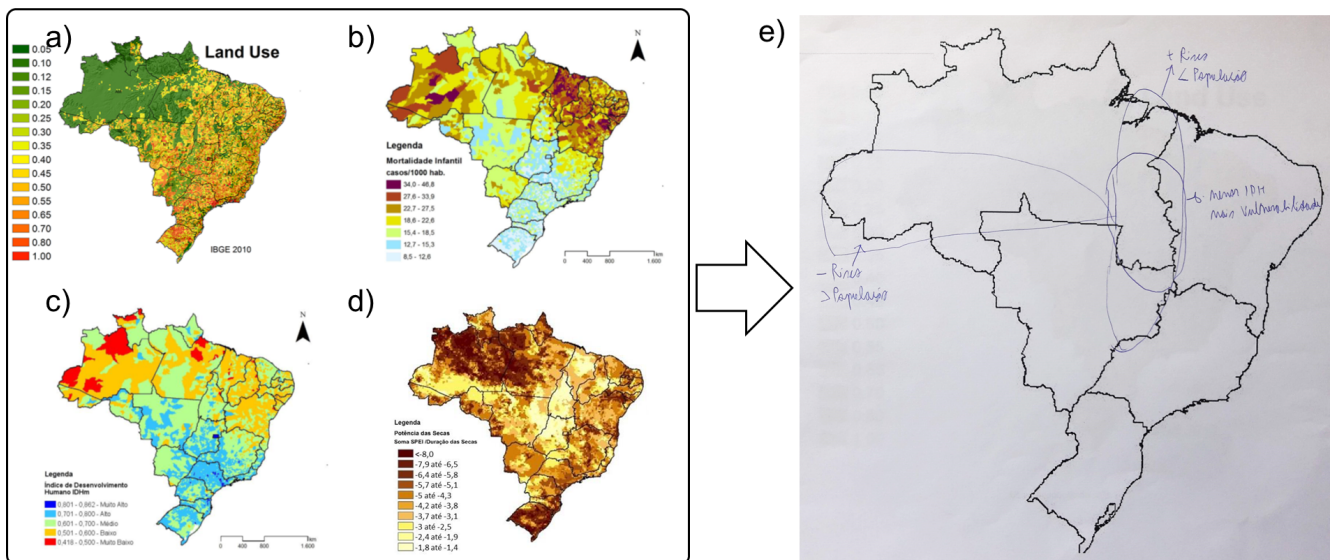 a)
Land Use
0.05
0.10
0.12
0.15
0.20
0.25
0.30
0.35
0.40
0.45
0.50
0.55
0.65
0.70
0.80
1.00
IBGE 2010
b)
N
Legenda
Mortalidade Infantil
casos/1000 hab.
34,0 - 46,8
27,6 - 33,9
22,7 - 27,5
18,6 - 22,6
15,4 - 18,5
12,7 - 15,3
8,5 - 12,6
0 400 800 1.600
c)
N
Legenda
Índice de Desenvolvimento
Humano IDHm
0,801 - 0,862 - Muito Alto
0,701 - 0,800 - Alto
0,601 - 0,700 - Médio
0,501 - 0,600 - Baixo
0,418 - 0,500 - Muito Baixo
0 400 800 1.600
d)
Legenda
Potência das Secas
Soma SPEI /Duração das Secas
<-8,0
-7,9 até -6,5
-6,4 até -5,8
-5,7 até -5,1
-5 até -4,3
-4,2 até -3,8
-3,7 até -3,1
-3 até -2,5
-2,4 até -1,9
-1,8 até -1,4
e)
+
< População
menor IDH
mais vulnerabilidade
-
> População